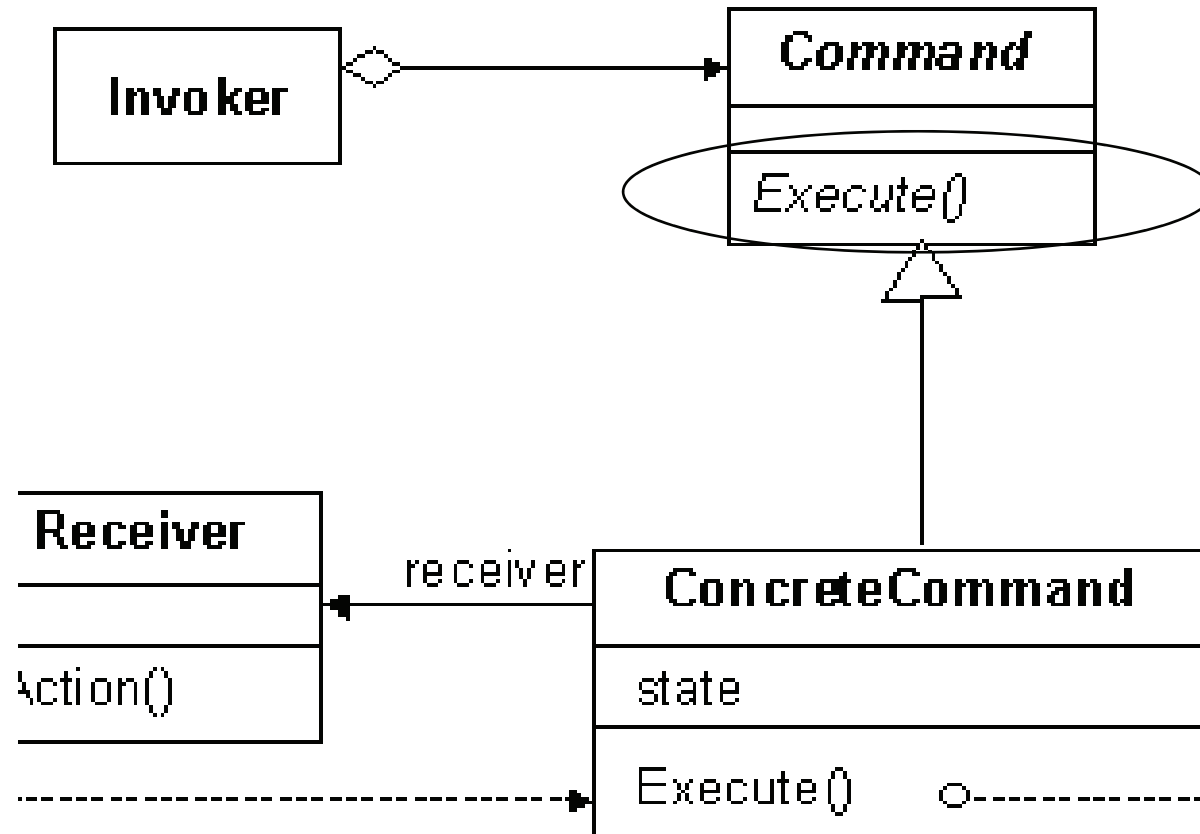 Invoker
Command
Execute()
Receiver
receiver
ConcreteCommand
Action()
state
Execute()